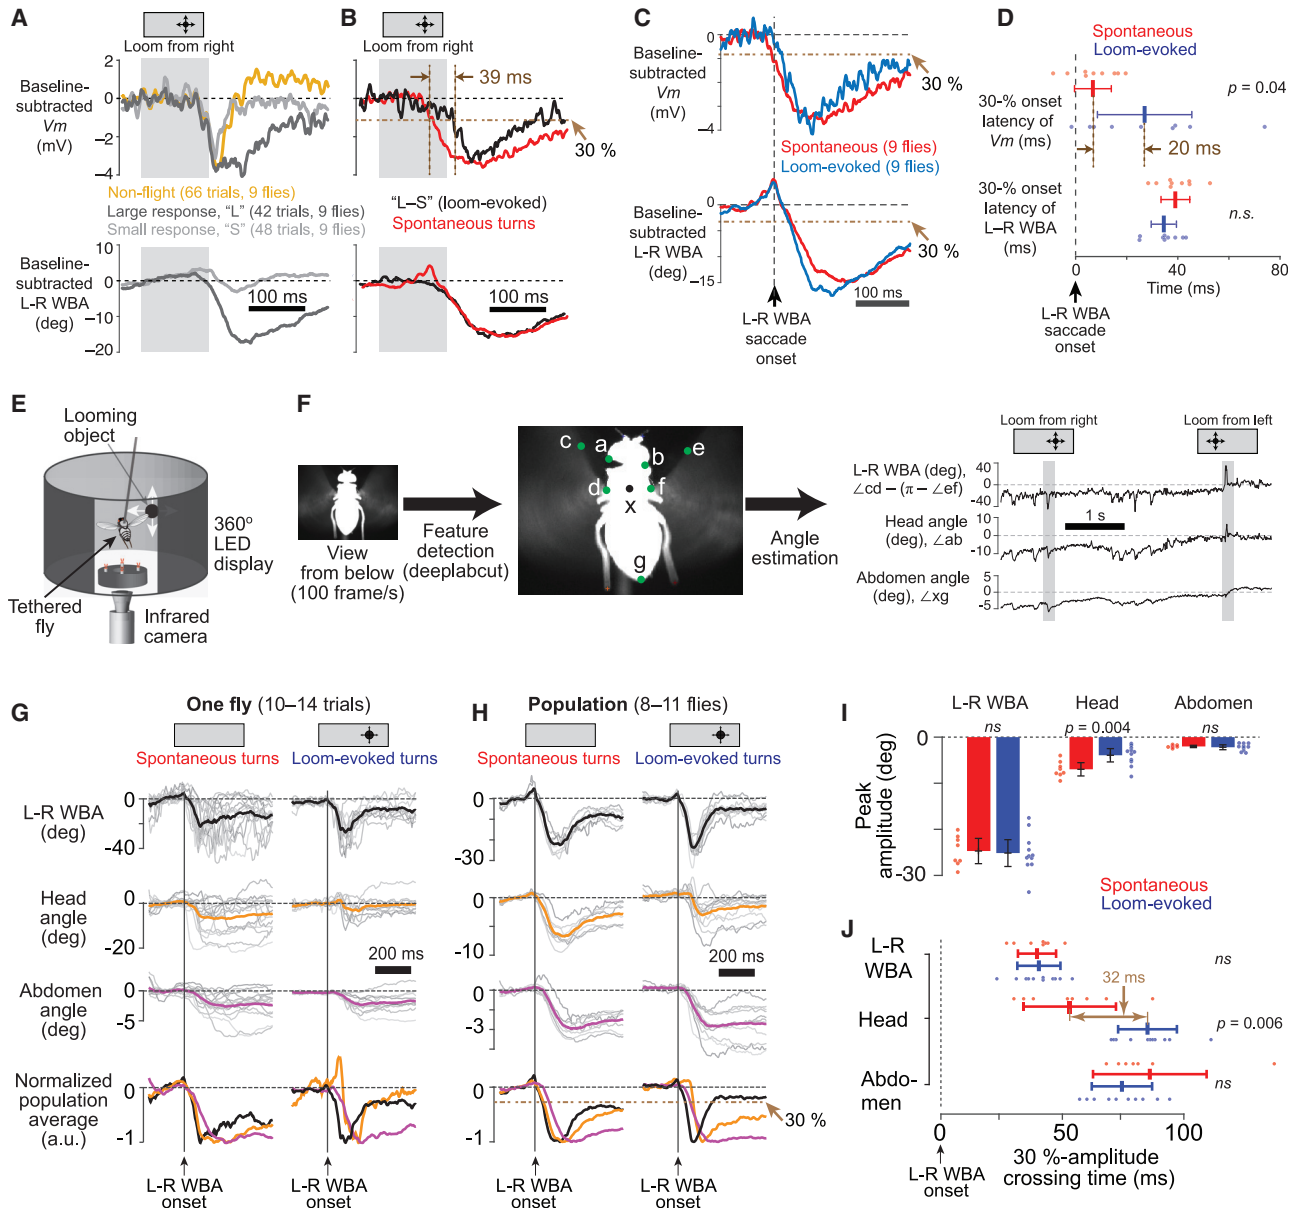 A
Loom from right
Baseline-
subtracted
Vm
(mV)
2
0
–2
–4
Non-flight (66 trials, 9 flies)
Large response, “L” (42 trials, 9 flies)
Small response, “S” (48 trials, 9 flies)
Baseline-
subtracted
L-R WBA
(deg)
0
–10
–20
100 ms
B
Loom from right
39 ms
30 %
“L–S” (loom-evoked)
Spontaneous turns
100 ms
C
Baseline-
subtracted
Vm
(mV)
0
–4
30 %
Spontaneous (9 flies)
Loom-evoked (9 flies)
Baseline-
subtracted
L-R WBA
(deg)
0
–15
30 %
100 ms
L-R WBA
saccade
onset
D
Spontaneous
Loom-evoked
30-% onset
latency of
Vm (ms)
p = 0.04
20 ms
30-% onset
latency of
L–R WBA
(ms)
n.s.
0
40
80
Time (ms)
L-R WBA
saccade
onset
E
Looming
object
360º
LED
display
Tethered
fly
Infrared
camera
F
View
from below
(100 frame/s)
Feature
detection
(deeplabcut)
c
a
b
e
d
f
x
g
Angle
estimation
Loom from right
Loom from left
L-R WBA (deg),
∠cd – (π – ∠ef)
40
0
-40
1 s
Head angle
(deg), ∠ab
10
0
-10
Abdomen angle
(deg), ∠xg
5
0
-5
G
One fly (10–14 trials)
Spontaneous turns
Loom-evoked turns
L-R WBA
(deg)
0
-40
Head
angle
(deg)
0
-20
200 ms
Abdomen
angle
(deg)
0
-5
Normalized
population
average
(a.u.)
0
-1
L-R WBA
onset
L-R WBA
onset
H
Population (8–11 flies)
Spontaneous turns
Loom-evoked turns
0
-30
0
-10
200 ms
0
-3
0
-1
30 %
L-R WBA
onset
L-R WBA
onset
I
L-R WBA
Head
Abdomen
ns
p = 0.004
ns
Peak
amplitude (deg)
0
-30
Spontaneous
Loom-evoked
J
L-R
WBA
ns
32 ms
Head
p = 0.006
Abdo-
men
ns
0
50
100
L-R WBA
onset
30 %-amplitude
crossing time (ms)